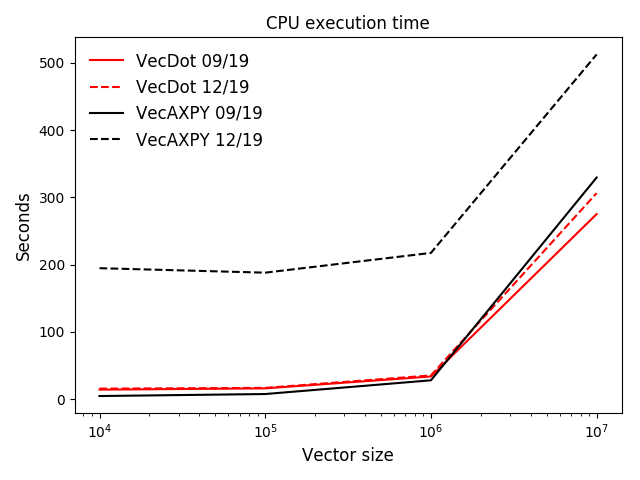 CPU execution time
VecDot 09/19
VecDot 12/19
VecAXPY 09/19
VecAXPY 12/19
Seconds
500
400
300
200
100
0
10⁴ 10⁵ 10⁶ 10⁷
Vector size